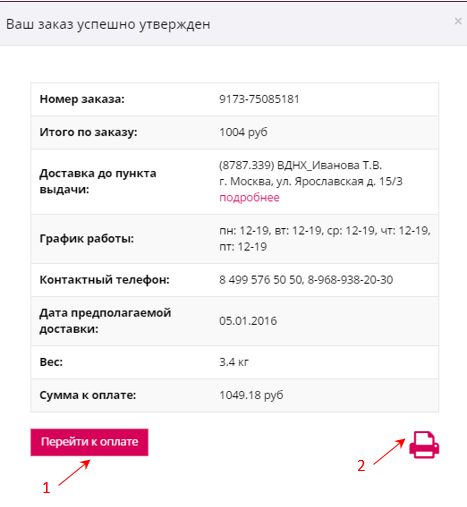 Ваш заказ успешно утвержден ×
Номер заказа: 9173-75085181
Итого по заказу: 1004 руб
Доставка до пункта выдачи: (8787.339) ВДНХ_Иванова Т.В.
г. Москва, ул. Ярославская д. 15/3
подробнее
График работы: пн: 12-19, вт: 12-19, ср: 12-19, чт: 12-19,
пт: 12-19
Контактный телефон: 8 499 576 50 50, 8-968-938-20-30
Дата предполагаемой доставки: 05.01.2016
Вес: 3.4 кг
Сумма к оплате: 1049.18 руб
Перейти к оплате
1
2